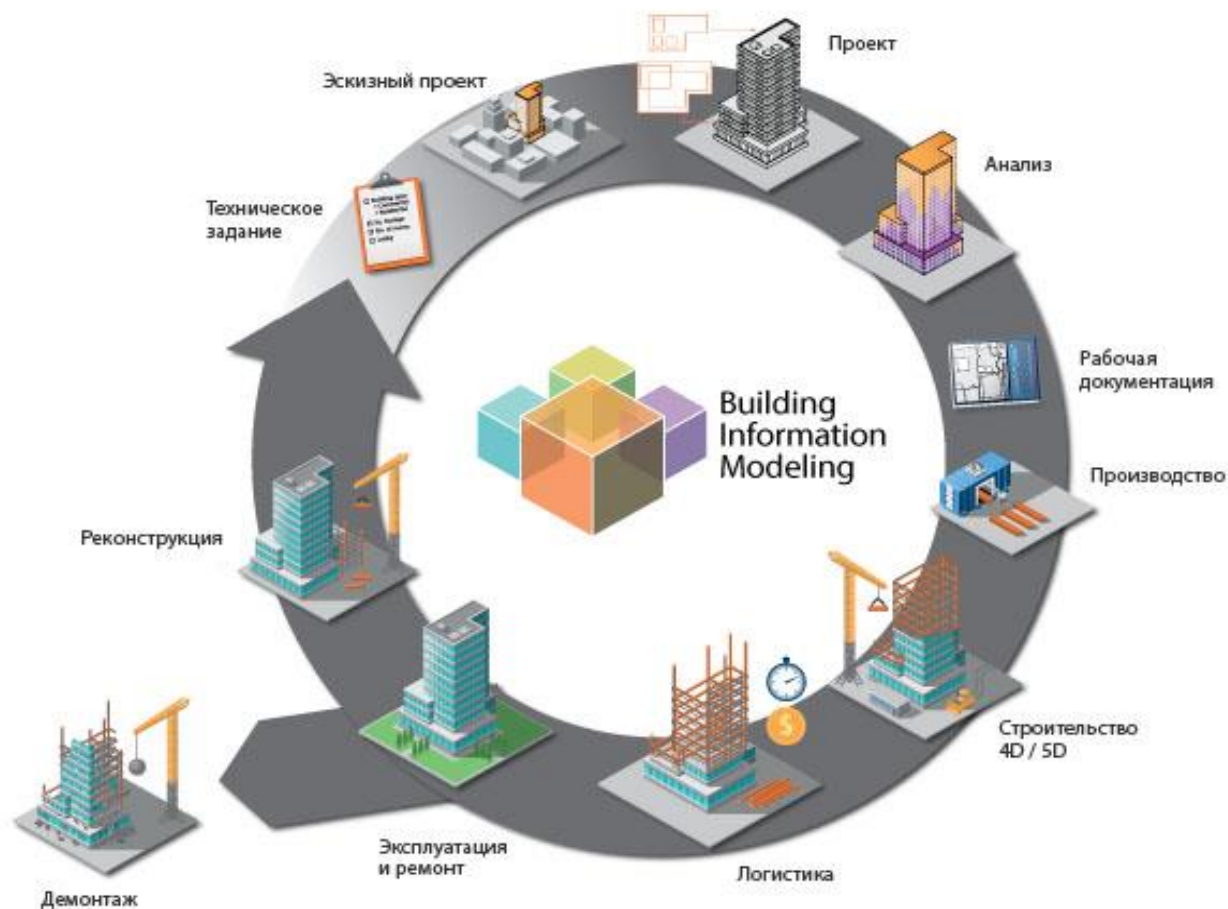 Проект
Эскизный проект
Анализ
Техническое
задание
Рабочая
документация
Building
Information
Modeling
Производство
Реконструкция
Строительство
4D / 5D
$
Эксплуатация
и ремонт
Логистика
Демонтаж